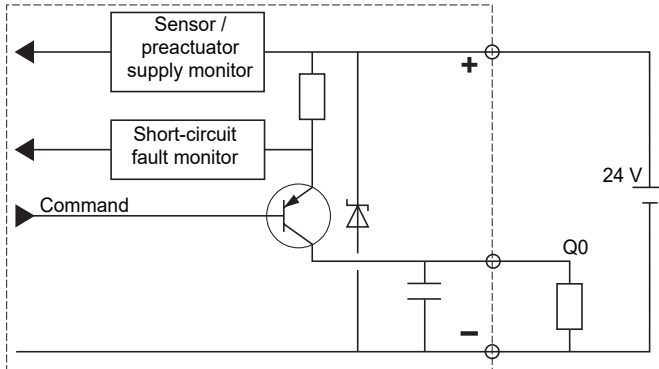 Sensor /
preactuator
supply monitor
+
Short-circuit
fault monitor
24 V
Command
Q0
–